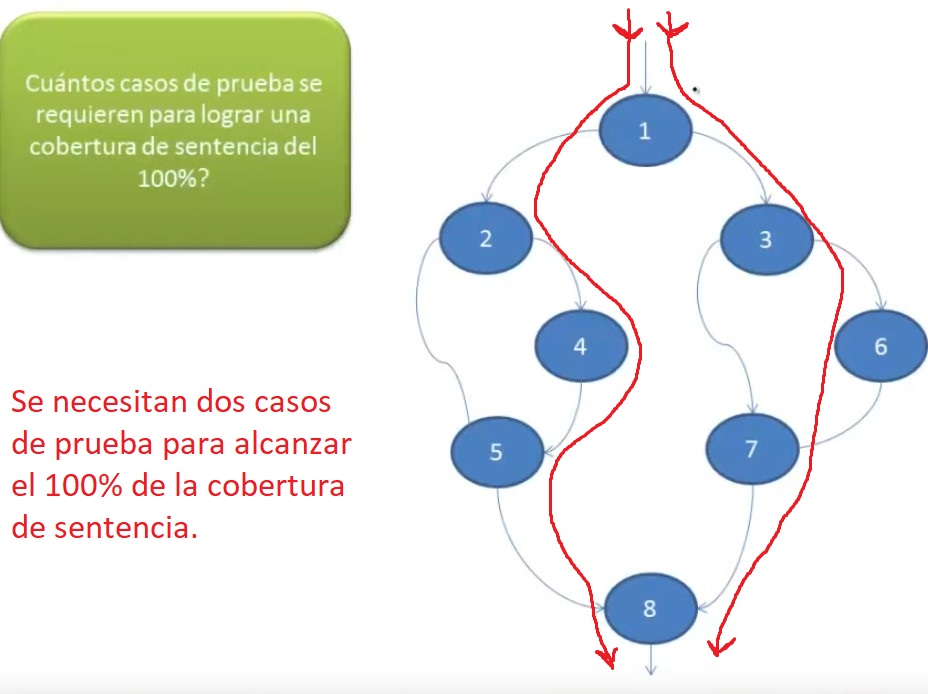 Cuántos casos de prueba se
requieren para lograr una
cobertura de sentencia del
100%?
1
2
3
4
6
5
7
8
Se necesitan dos casos
de prueba para alcanzar
el 100% de la cobertura
de sentencia.